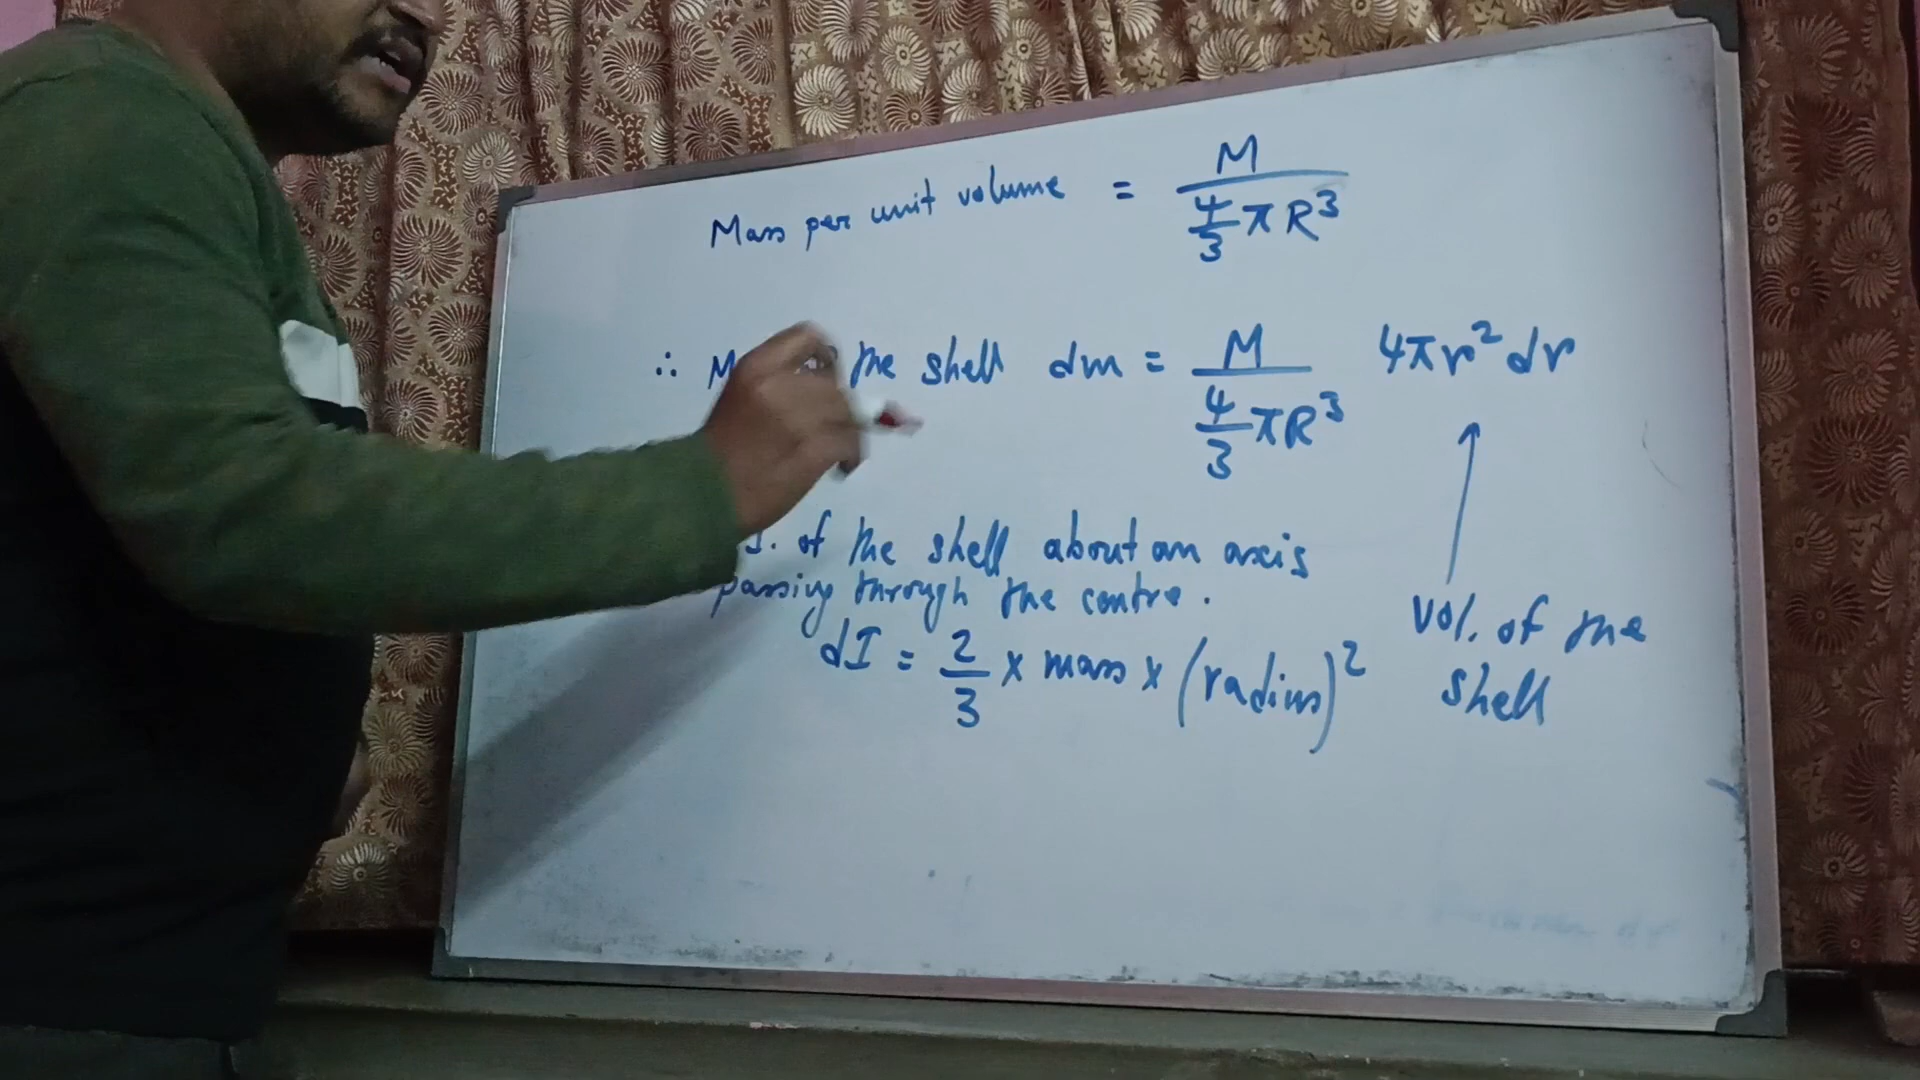 Mass per unit volume = M / (4/3 π R³)
∴ the shell dm = M / (4/3 π R³) 4πr² dr
of the shell about an axis
passing through the centre.
dI = 2/3 × mass × (radius)²
vol. of the
shell